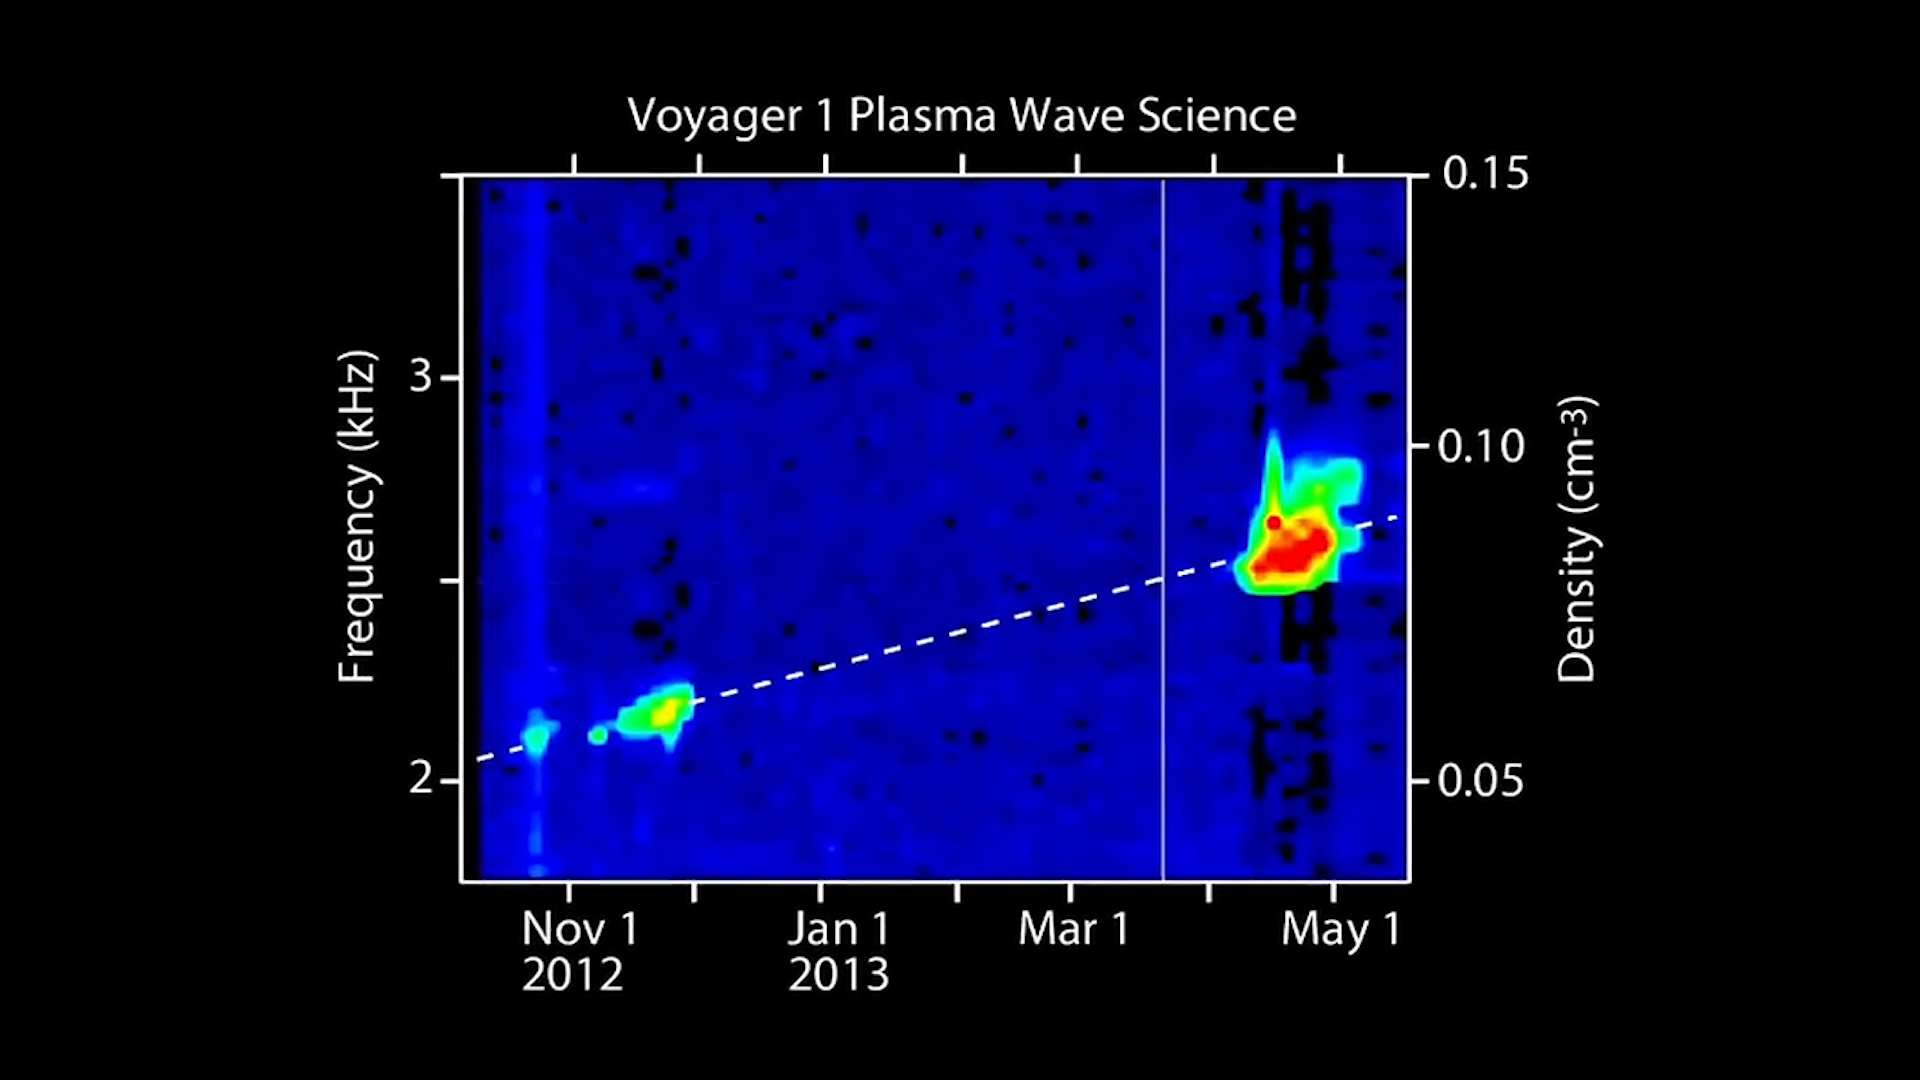 Voyager 1 Plasma Wave Science
0.15
3
0.10
2
0.05
Frequency (kHz)
Density (cm-3)
Nov 1
2012
Jan 1
2013
Mar 1
May 1